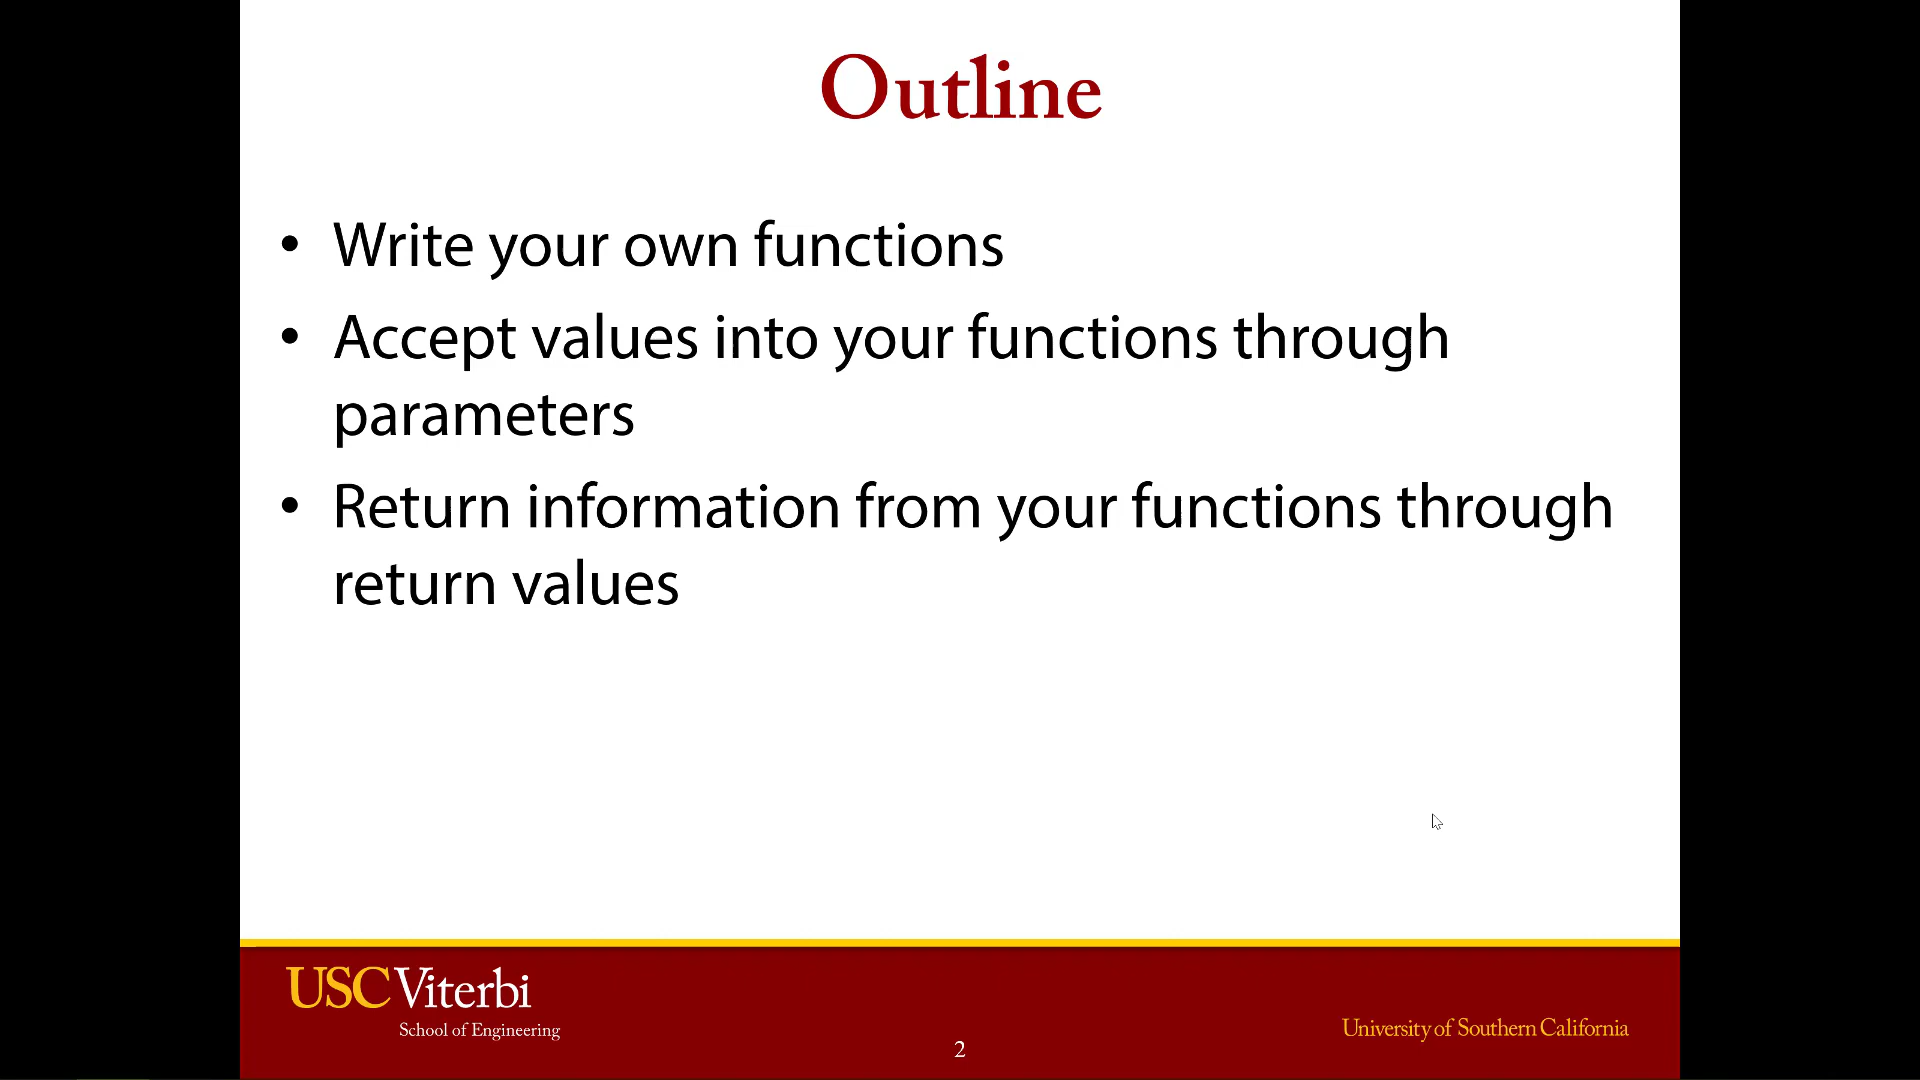 Outline
• Write your own functions
• Accept values into your functions through
parameters
• Return information from your functions through
return values
USC Viterbi
School of Engineering
University of Southern California
2